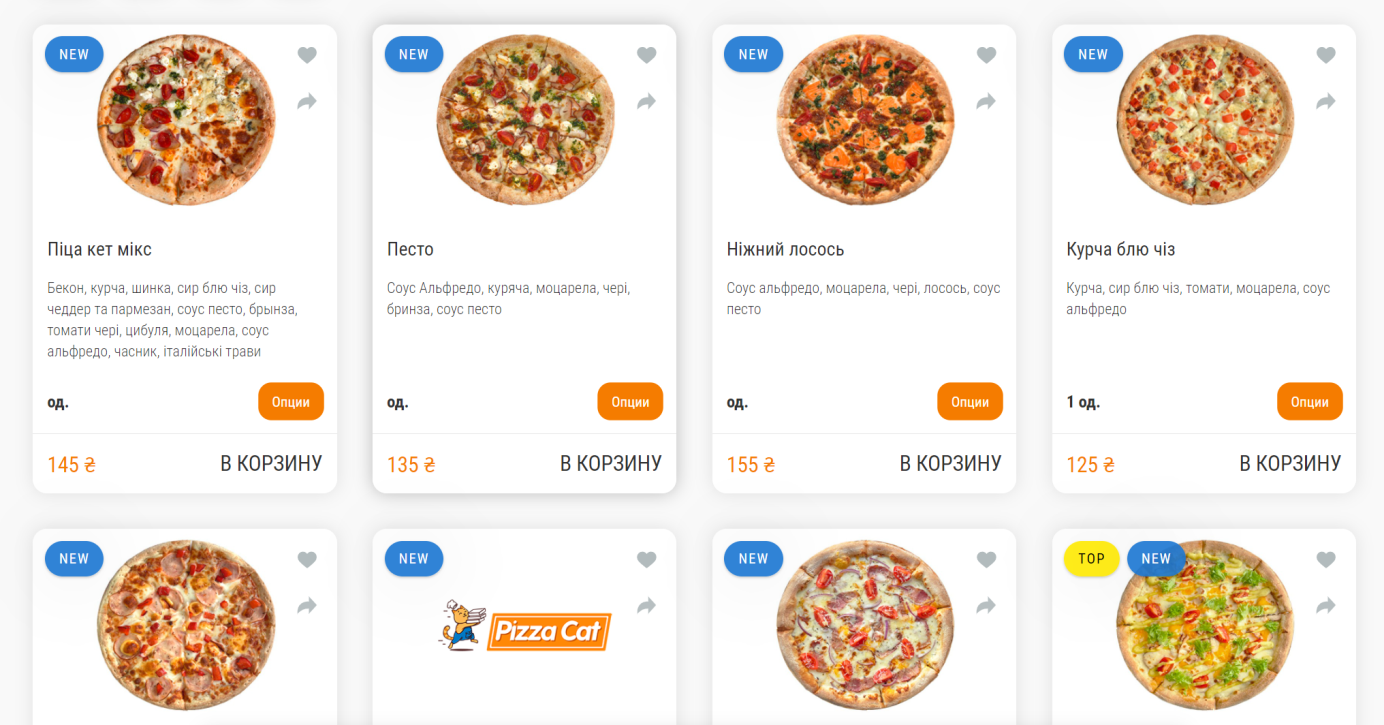 NEW
NEW
NEW
NEW
Піца кет мікс
Бекон, курча, шинка, сир блю чіз, сир
чеддер та пармезан, соус песто, брынза,
томати чері, цибуля, моцарела, соус
альфредо, часник, італійські трави
од.
Опции
145 ₴
В КОРЗИНУ
Песто
Соус Альфредо, куряча, моцарела, чері,
бринза, соус песто
од.
Опции
135 ₴
В КОРЗИНУ
Ніжний лосось
Соус альфредо, моцарела, чері, лосось, соус
песто
од.
Опции
155 ₴
В КОРЗИНУ
Курча блю чіз
Курча, сир блю чіз, томати, моцарела, соус
альфредо
1 од.
Опции
125 ₴
В КОРЗИНУ
NEW
NEW
Pizza Cat
NEW
TOP
NEW